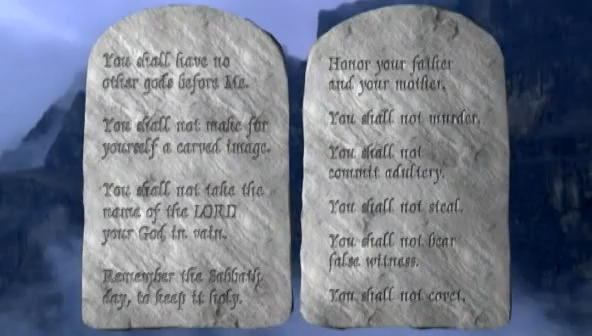 You shall have no
other gods before Me.
You shall not make for
yourself a carved image.
You shall not take the
name of the LORD
your God in vain.
Remember the Sabbath
day, to keep it holy.
Honor your father
and your mother.
You shall not murder.
You shall not
commit adultery.
You shall not steal.
You shall not bear
false witness.
You shall not covet.